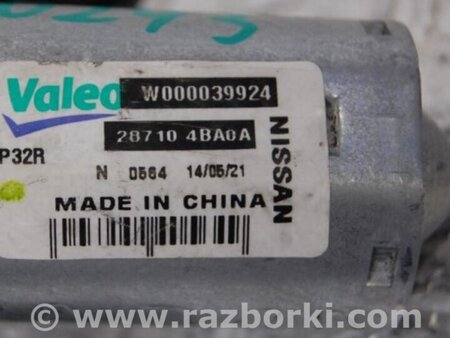 Valeo W000039924
28710 4BA0A
P32R
N 0564 14/05/21
NISSAN
MADE IN CHINA
© www.razborki.com